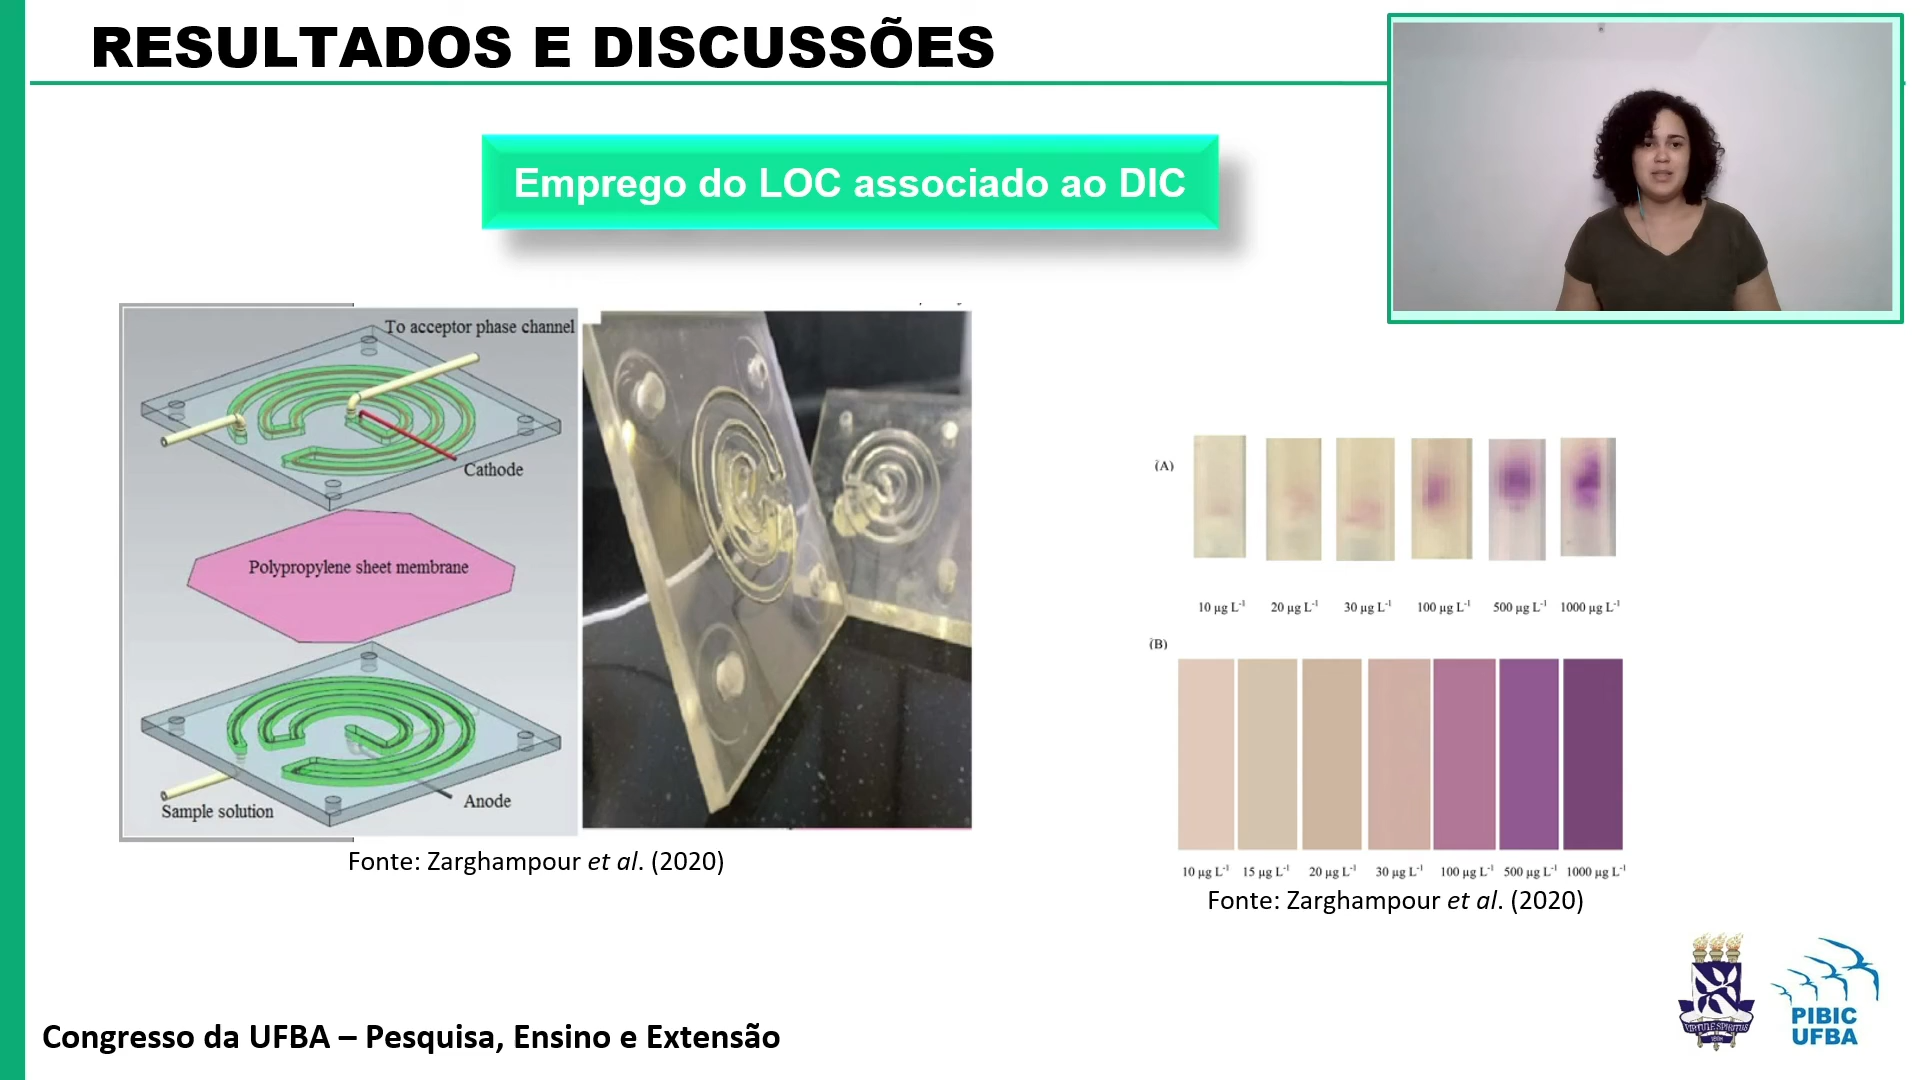 RESULTADOS E DISCUSSÕES
Emprego do LOC associado ao DIC
To acceptor phase channel
Cathode
Polypropylene sheet membrane
Anode
Sample solution
Fonte: Zarghampour et al. (2020)
(A)
10 µg L⁻¹ 20 µg L⁻¹ 30 µg L⁻¹ 100 µg L⁻¹ 500 µg L⁻¹ 1000 µg L⁻¹
(B)
10 µg L⁻¹ 15 µg L⁻¹ 20 µg L⁻¹ 30 µg L⁻¹ 100 µg L⁻¹ 500 µg L⁻¹ 1000 µg L⁻¹
Fonte: Zarghampour et al. (2020)
VIRTUTE SPIRITUS
PIBIC
UFBA
Congresso da UFBA – Pesquisa, Ensino e Extensão